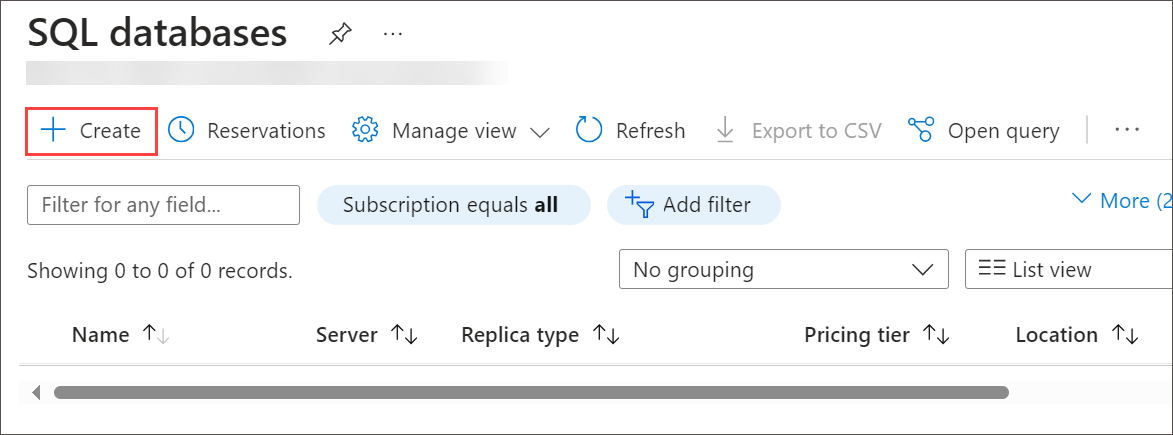 SQL databases ...
Create Reservations Manage view Refresh Export to CSV Open query ...
Filter for any field... Subscription equals all Add filter More (2
Showing 0 to 0 of 0 records. No grouping List view
Name Server Replica type Pricing tier Location